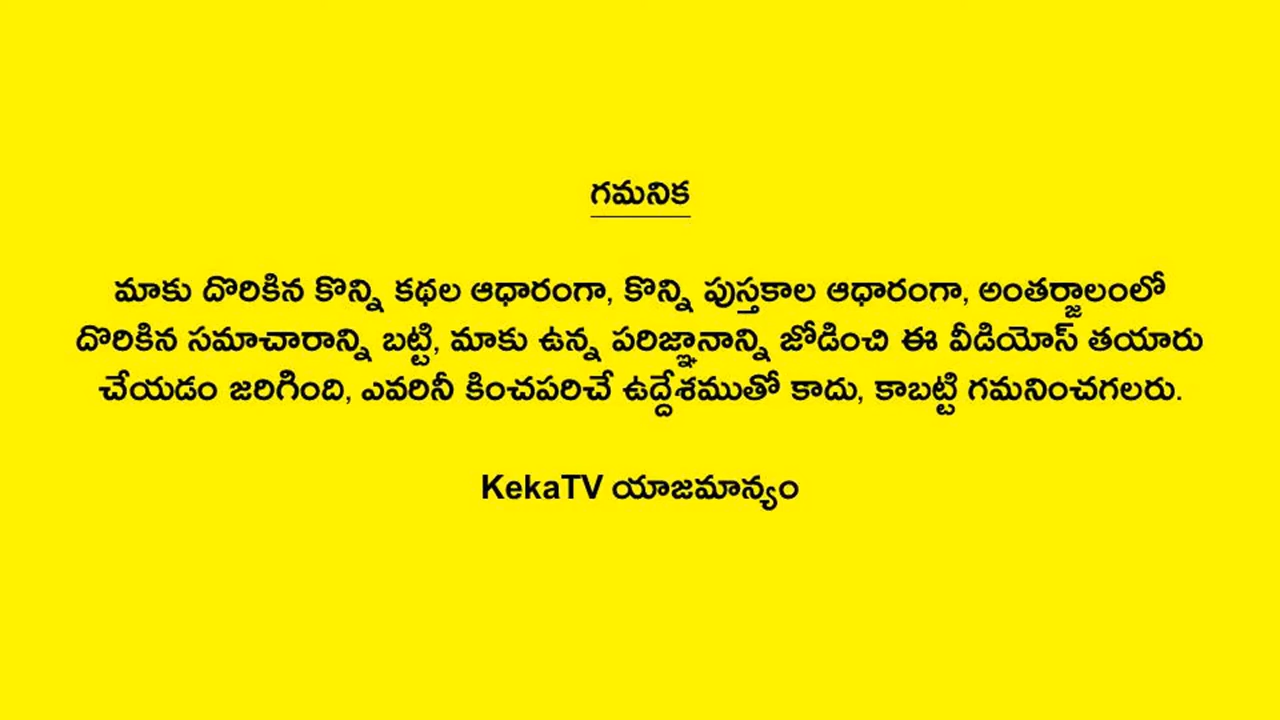 గమనిక
మాకు దొరికిన కొన్ని కథల ఆధారంగా, కొన్ని పుస్తకాల ఆధారంగా, అంతర్జాలంలో
దొరికిన సమాచారాన్ని బట్టి, మాకు ఉన్న పరిజ్ఞానాన్ని జోడించి ఈ వీడియోస్ తయారు
చేయడం జరిగింది, ఎవరినీ కించపరిచే ఉద్దేశముతో కాదు, కాబట్టి గమనించగలరు.
KekaTV యాజమాన్యం